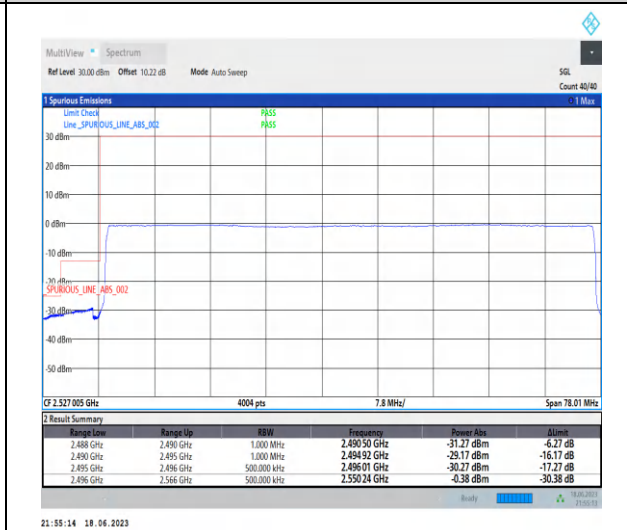 MultiView Spectrum
Ref Level 30.00 dBm Offset 10.22 dB Mode Auto Sweep SGL
Count 40/40
1 Spurious Emissions 1 Max
Limit Check PASS
Line _SPURIOUS_LINE_ABS_002 PASS
30 dBm
20 dBm
10 dBm
0 dBm
-10 dBm
-20 dBm
_SPURIOUS_LINE_ABS_002
-30 dBm
-40 dBm
-50 dBm
CF 2.527 005 GHz 4004 pts 7.8 MHz/ Span 78.01 MHz
2 Result Summary
Range Low Range Up RBW Frequency Power Abs ΔLimit
2.488 GHz 2.490 GHz 1.000 MHz 2.490 50 GHz -31.27 dBm -6.27 dB
2.490 GHz 2.495 GHz 1.000 MHz 2.494 92 GHz -29.17 dBm -16.17 dB
2.495 GHz 2.496 GHz 500.000 kHz 2.496 01 GHz -30.27 dBm -17.27 dB
2.496 GHz 2.566 GHz 500.000 kHz 2.550 24 GHz -0.38 dBm -30.38 dB
Ready 18.06.2023
21:55:14 18.06.2023